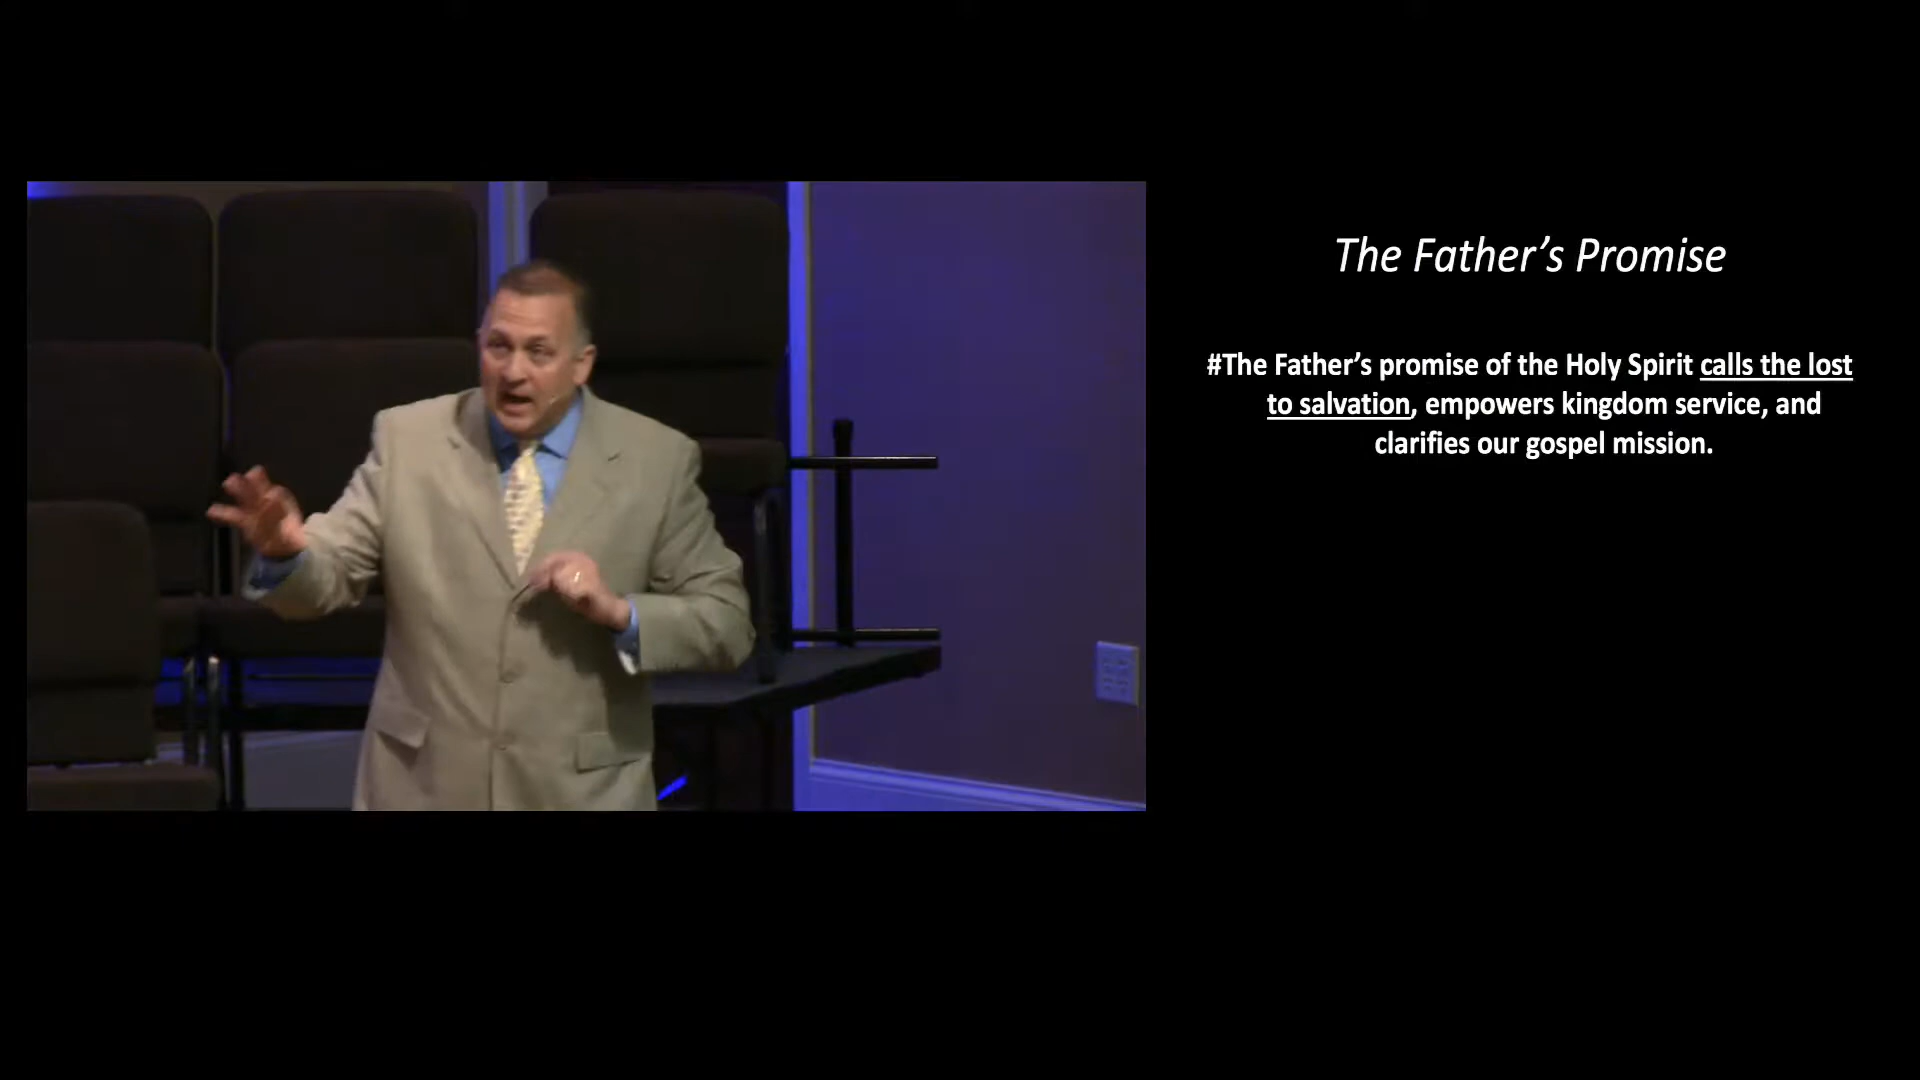 The Father’s Promise
#The Father’s promise of the Holy Spirit calls the lost
to salvation, empowers kingdom service, and
clarifies our gospel mission.